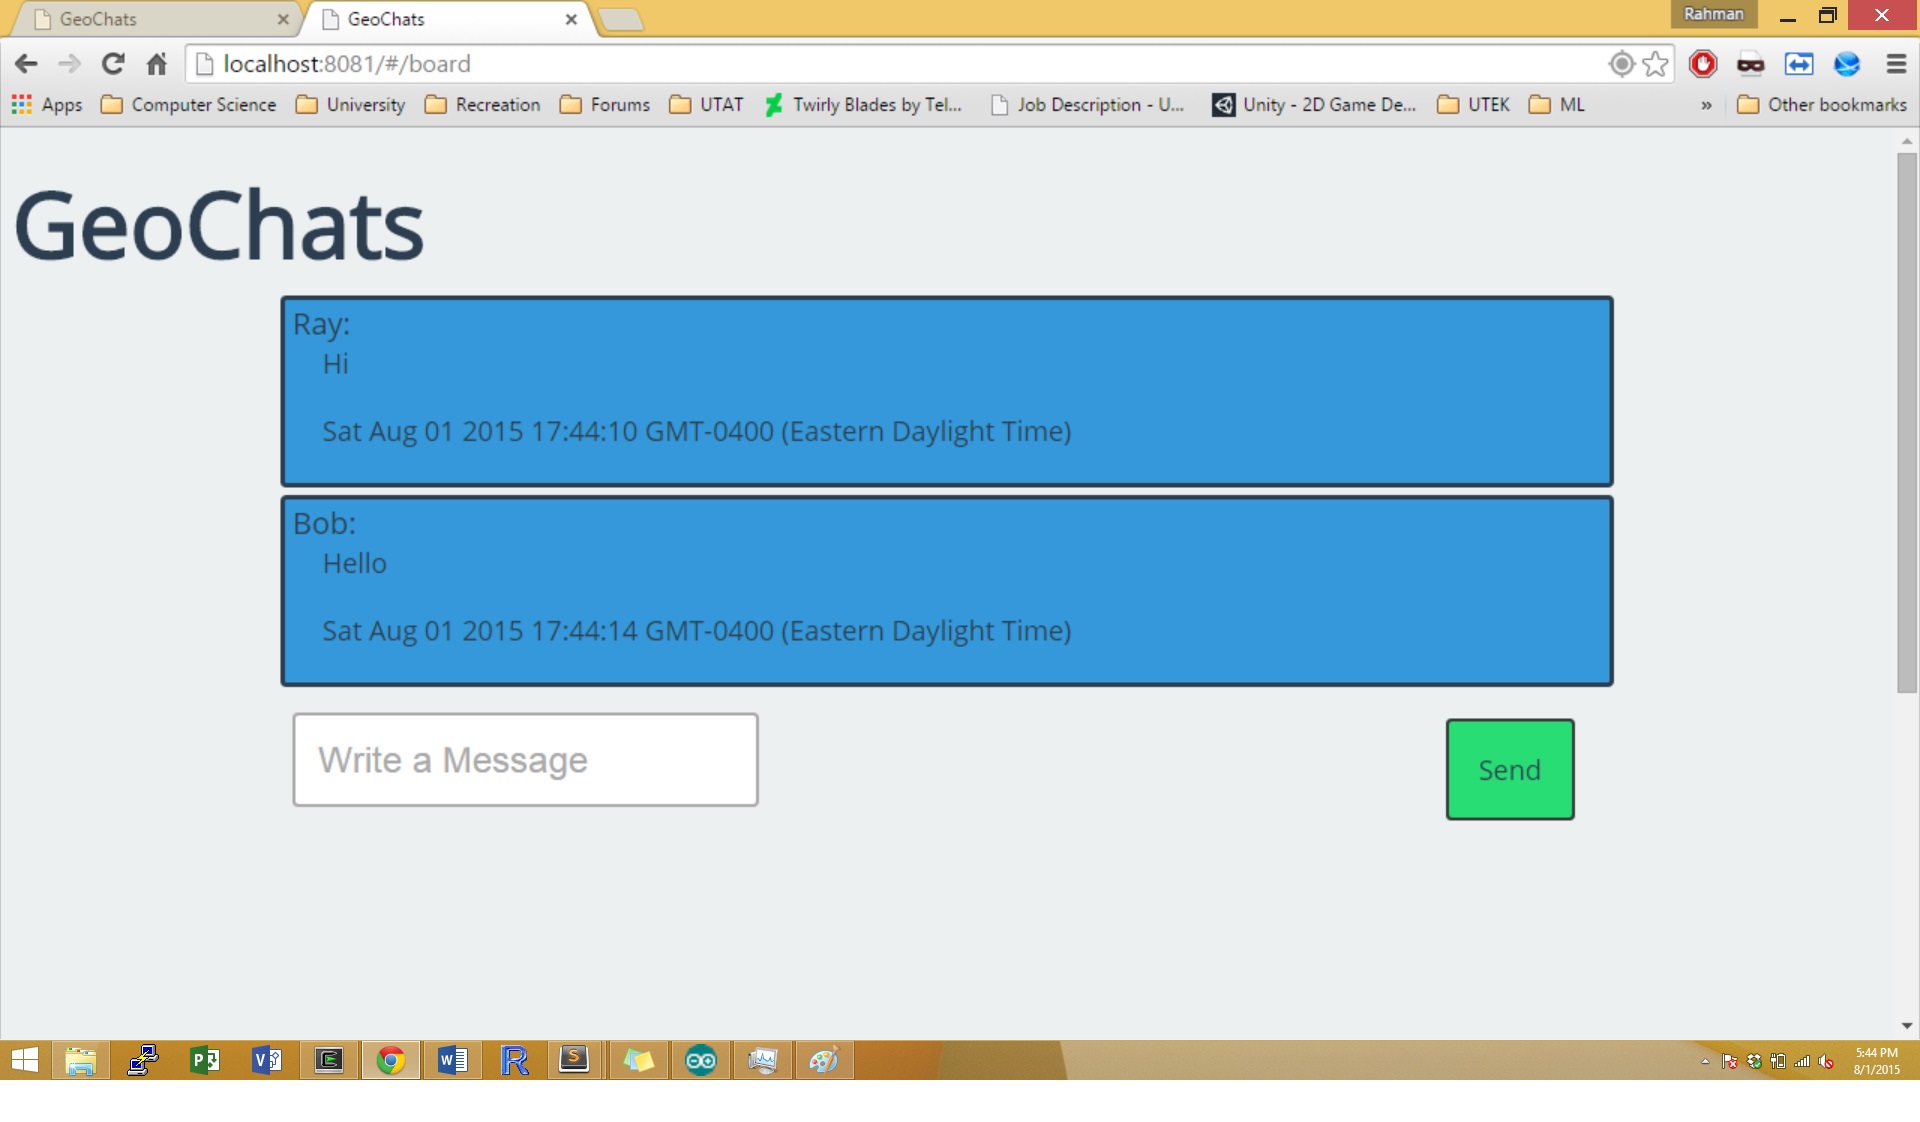 GeoChats
GeoChats
Rahman
localhost:8081/#/board
Apps Computer Science University Recreation Forums UTAT Twirly Blades by Tel... Job Description - U... Unity - 2D Game De... UTEK ML » Other bookmarks
GeoChats
Ray:
Hi
Sat Aug 01 2015 17:44:10 GMT-0400 (Eastern Daylight Time)
Bob:
Hello
Sat Aug 01 2015 17:44:14 GMT-0400 (Eastern Daylight Time)
Write a Message
Send
5:44 PM
8/1/2015